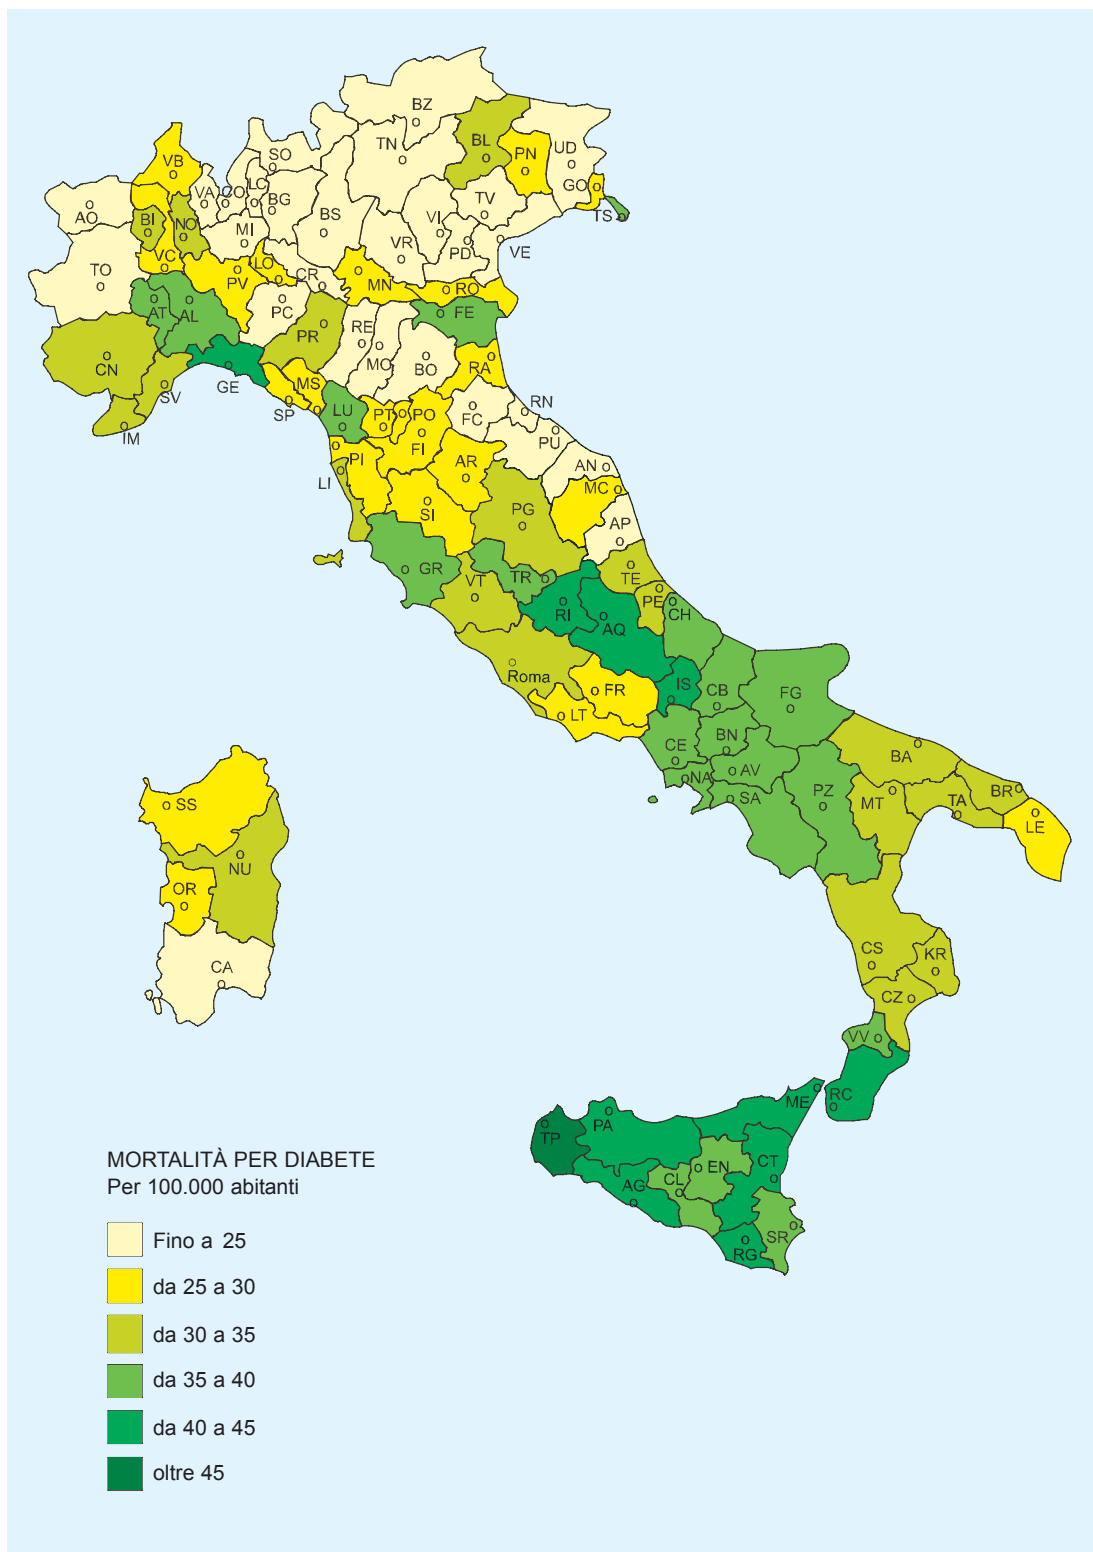 BZ
BL
TN
UD
PN
SO
VB
GO
LC
VA
CO
BG
TV
AO
BI
NO
BS
VI
TS
MI
VR
PD
VE
VC
LO
TO
PV
CR
MN
RO
AT
AL
PC
FE
PR
RE
MO
BO
RA
CN
GE
MS
SV
SP
LU
PT
PO
FC
RN
IM
FI
PU
PI
AR
AN
LI
MC
SI
PG
AP
GR
TR
TE
VT
PE
RI
CH
AQ
Roma
FR
IS
CB
FG
LT
CE
BN
BA
NA
AV
SS
SA
PZ
MT
TA
BR
LE
NU
OR
CS
KR
CA
CZ
VV
ME
RC
PA
TP
CT
EN
AG
CL
SR
RG
MORTALITÀ PER DIABETE
Per 100.000 abitanti
Fino a 25
da 25 a 30
da 30 a 35
da 35 a 40
da 40 a 45
oltre 45